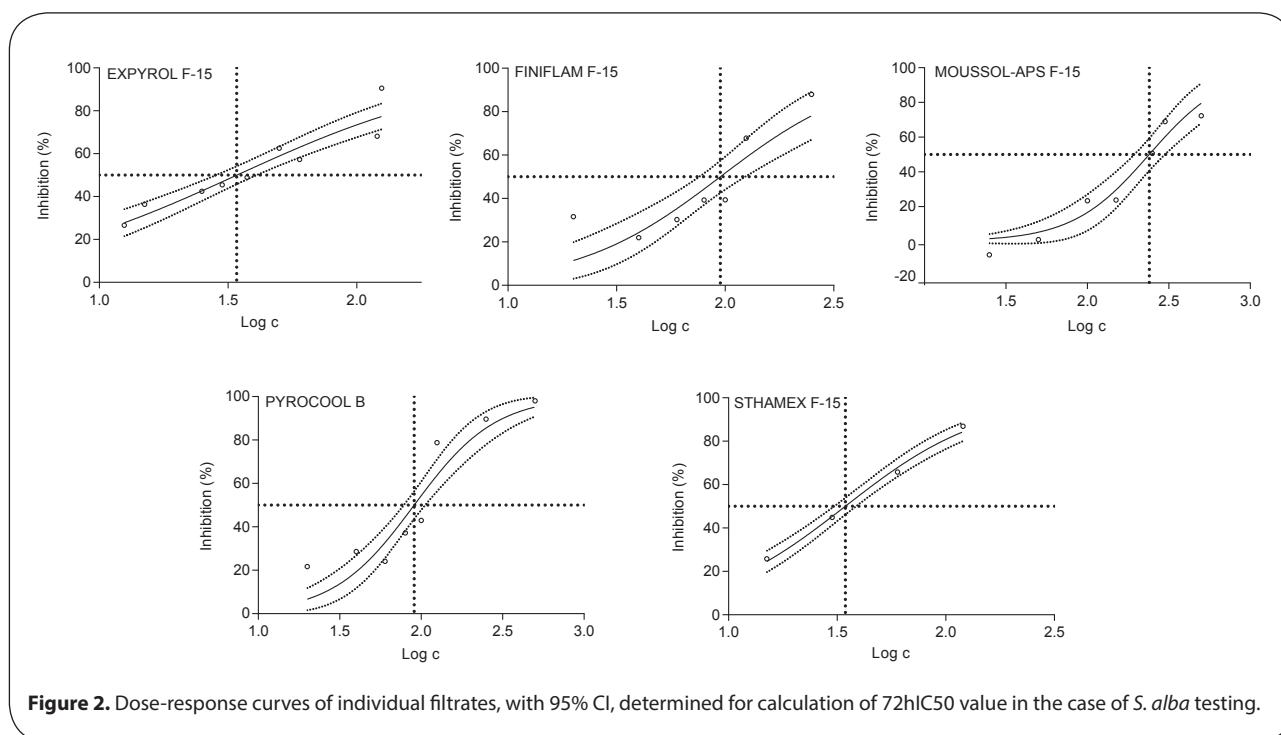 EXPYROL F-15
100
80
60
40
20
0
Inhibition (%)
1.0 1.5 2.0
Log c
FINIFLAM F-15
100
80
60
40
20
0
Inhibition (%)
1.0 1.5 2.0 2.5
Log c
MOUSSOL-APS F-15
100
80
60
40
20
0
-20
Inhibition (%)
1.5 2.0 2.5 3.0
Log c
PYROCOOL B
100
80
60
40
20
0
Inhibition (%)
1.0 1.5 2.0 2.5 3.0
Log c
STHAMEX F-15
100
80
60
40
20
0
Inhibition (%)
1.0 1.5 2.0 2.5
Log c
Figure 2. Dose-response curves of individual filtrates, with 95% CI, determined for calculation of 72hIC50 value in the case of S. alba testing.